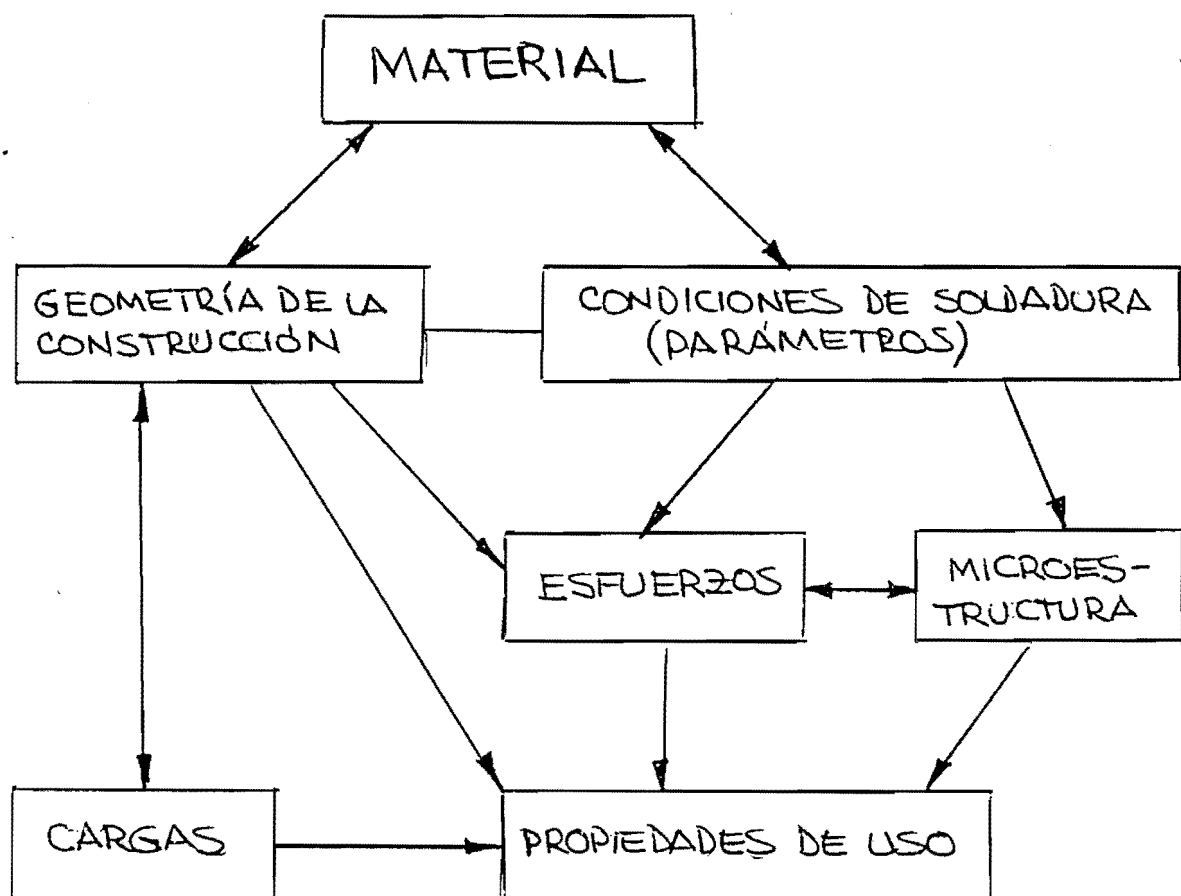 MATERIAL
GEOMETRÍA DE LA
CONSTRUCCIÓN
CONDICIONES DE SOLDADURA
(PARÁMETROS)
ESFUERZOS
MICROES-
TRUCTURA
CARGAS
PROPIEDADES DE USO